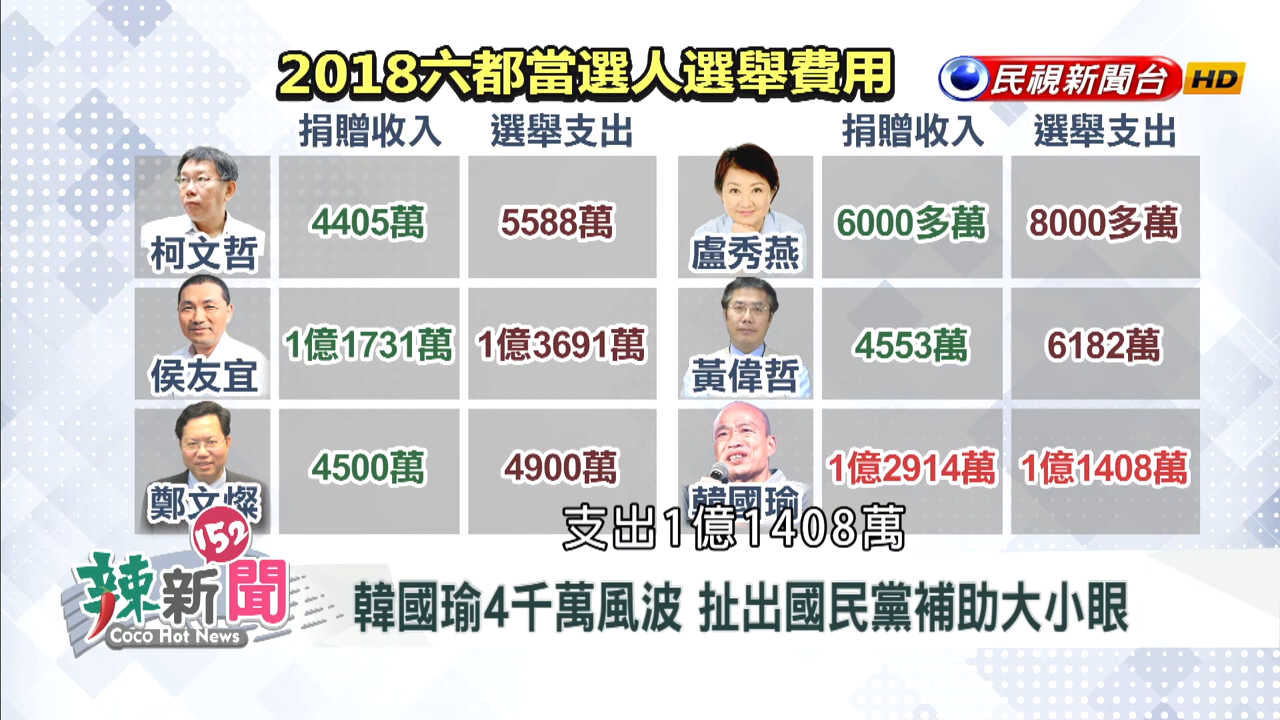 2018六都當選人選舉費用
民視新聞台 HD
捐贈收入 選舉支出 捐贈收入 選舉支出
柯文哲 4405萬 5588萬
盧秀燕 6000多萬 8000多萬
侯友宜 1億1731萬 1億3691萬
黃偉哲 4553萬 6182萬
鄭文燦 4500萬 4900萬
韓國瑜 1億2914萬 1億1408萬
支出1億1408萬
152
辣新聞
Coco Hot News
韓國瑜4千萬風波 扯出國民黨補助大小眼